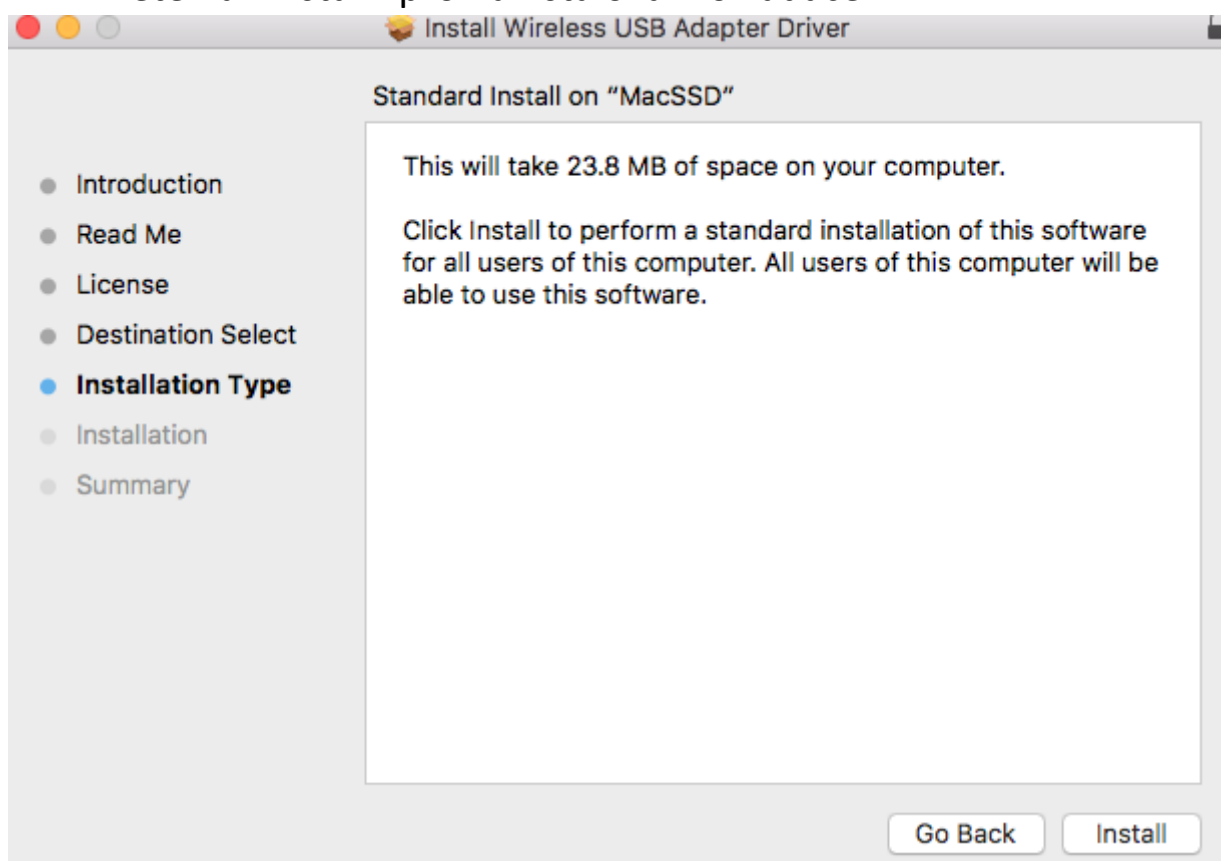 Install Wireless USB Adapter Driver
Standard Install on “MacSSD”
Introduction
Read Me
License
Destination Select
Installation Type
Installation
Summary
This will take 23.8 MB of space on your computer.
Click Install to perform a standard installation of this software
for all users of this computer. All users of this computer will be
able to use this software.
Go Back
Install